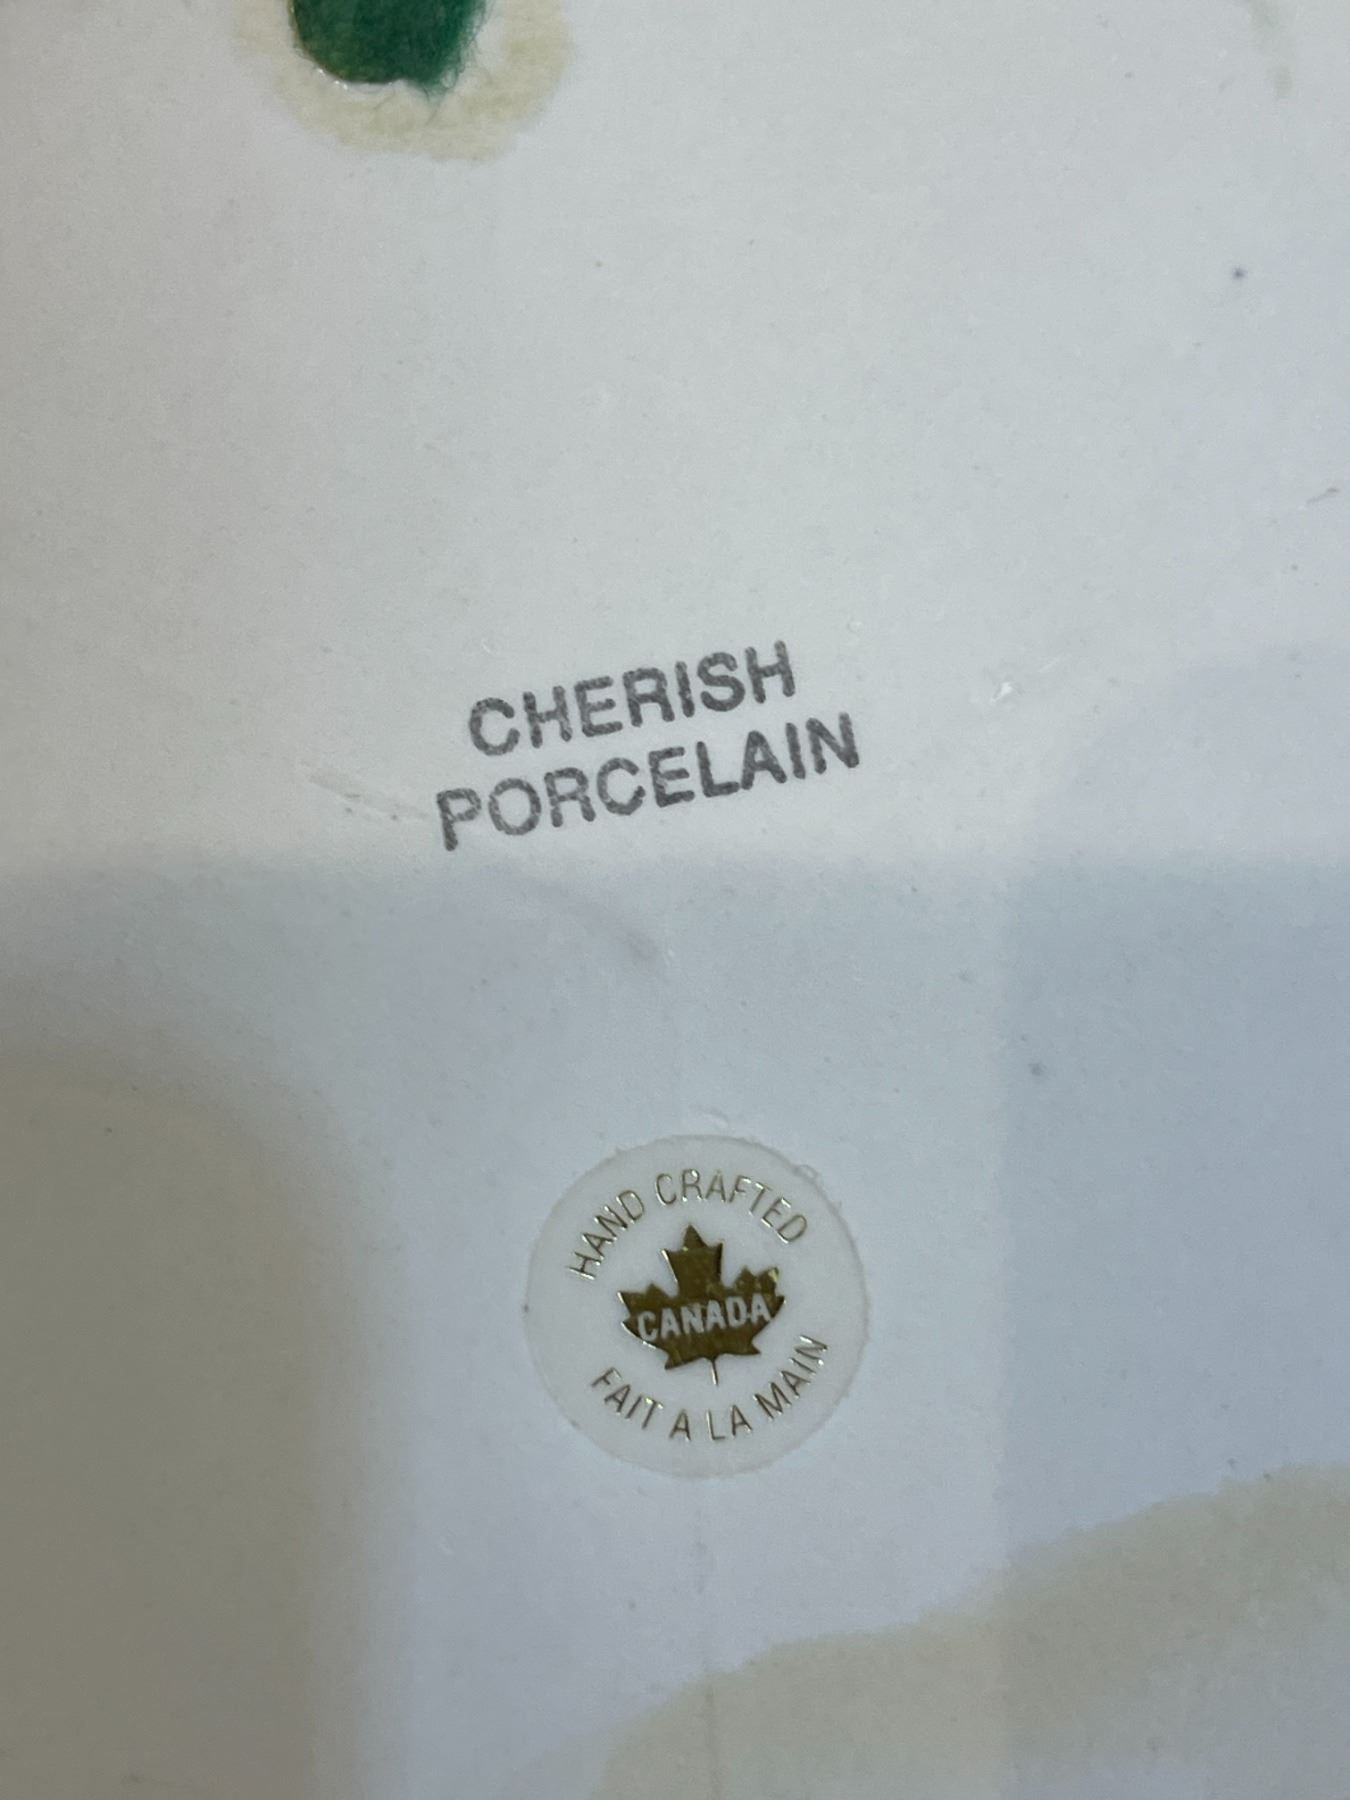 CHERISH
PORCELAIN
HAND CRAFTED
CANADA
FAIT A LA MAIN